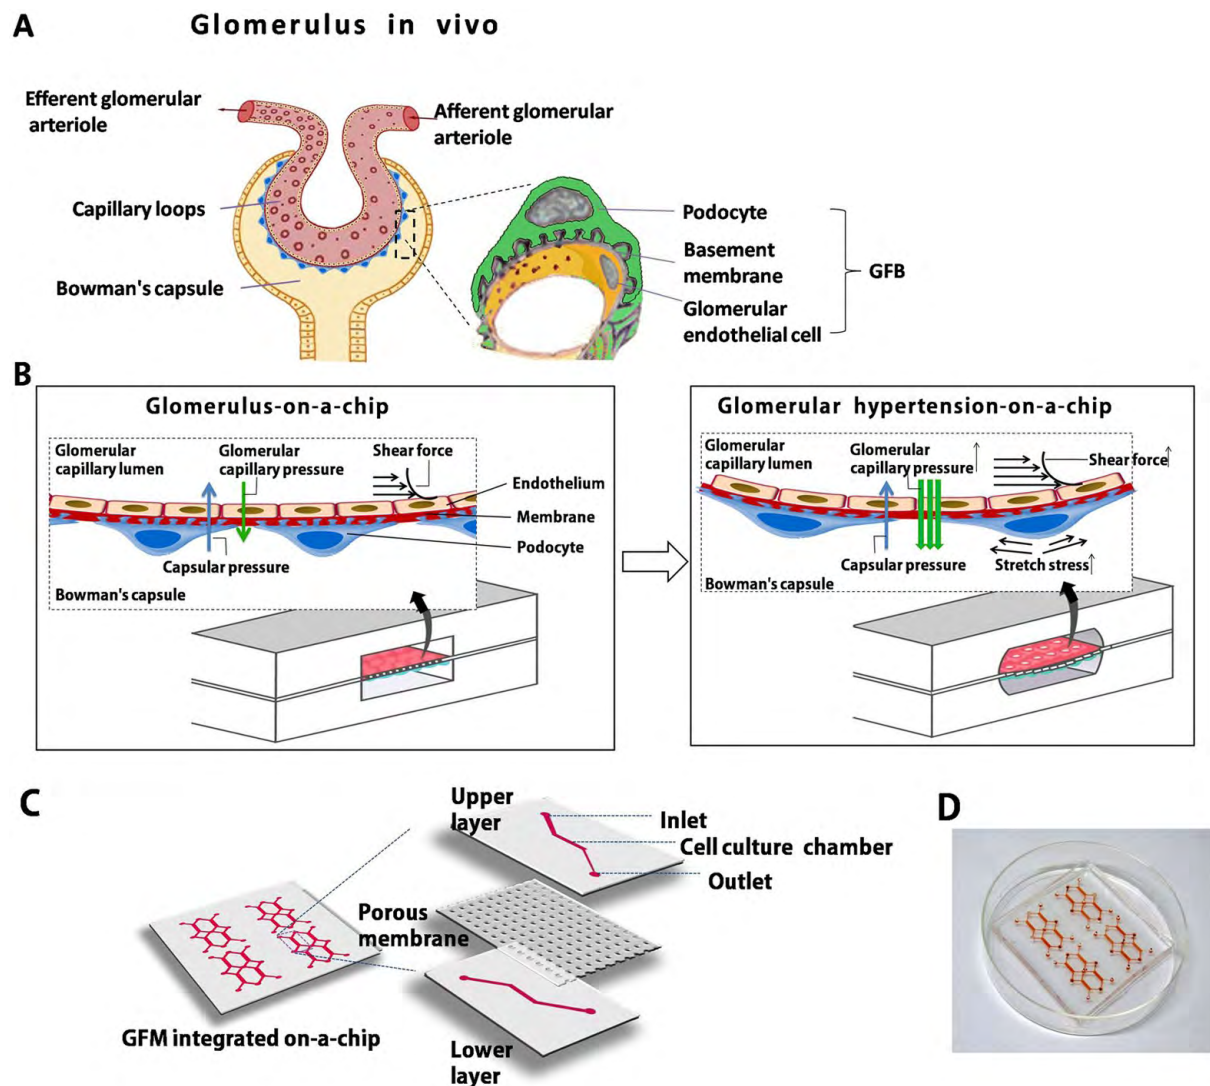 A
Glomerulus in vivo
Efferent glomerular
arteriole
Afferent glomerular
arteriole
Capillary loops
Bowman's capsule
Podocyte
Basement
membrane
Glomerular
endothelial cell
GFB
B
Glomerulus-on-a-chip
Glomerular
capillary lumen
Glomerular
capillary pressure
Shear force
Endothelium
Membrane
Podocyte
Capsular pressure
Bowman's capsule
Glomerular hypertension-on-a-chip
Glomerular
capillary lumen
Glomerular
capillary pressure
Shear force
Capsular pressure
Stretch stress
Bowman's capsule
C
Upper
layer
Inlet
Cell culture chamber
Outlet
Porous
membrane
GFM integrated on-a-chip
Lower
layer
D